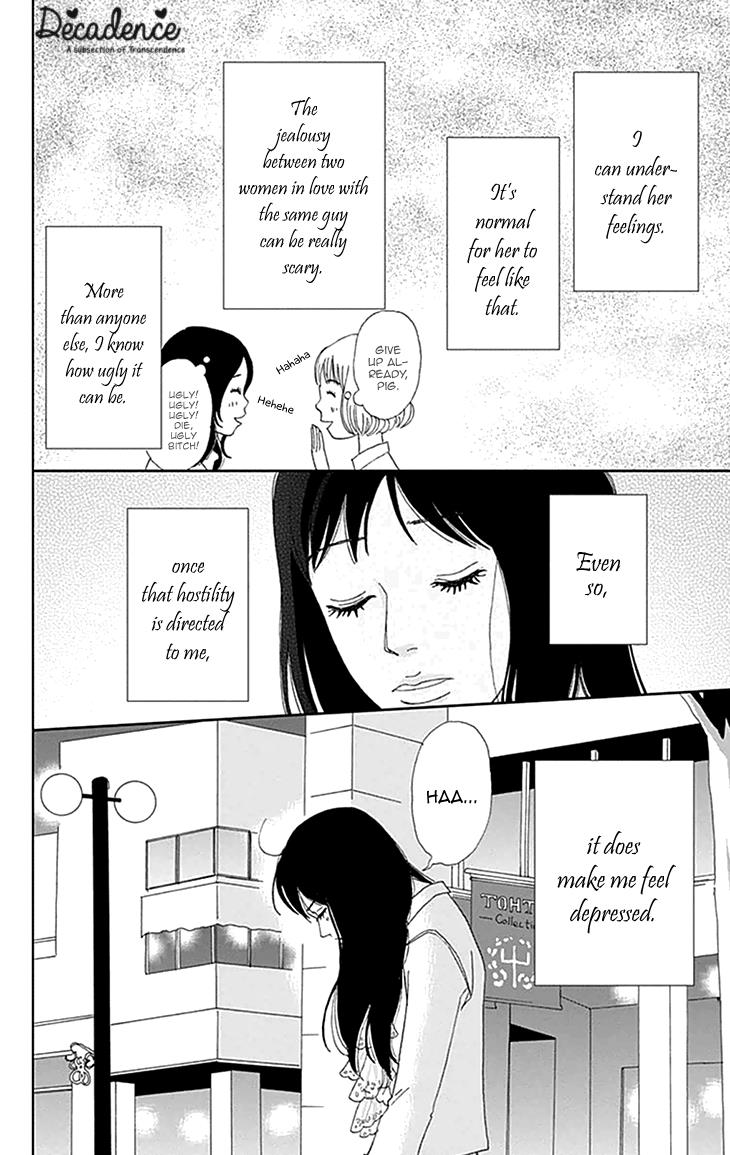 Decadence
A subsection of Transcendence
I
can under-
stand her
feelings.
It's
normal
for her to
feel like
that.
The
jealousy
between two
women in love with
the same guy
can be really
scary.
More
than anyone
else, I know
how ugly it
can be.
GIVE
UP AL-
READY,
PIG.
Hahaha
Hehehe
UGLY!
UGLY!
UGLY!
DIE,
UGLY
BITCH!
Even
so,
once
that hostility
is directed
to me,
HAA...
it does
make me feel
depressed.
TOHT
Collectio